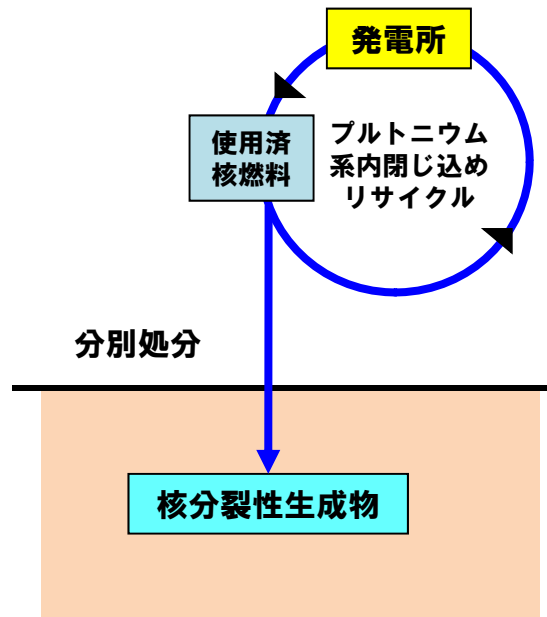 発電所
使用済
核燃料
プルトニウム
系内閉じ込め
リサイクル
分別処分
核分裂性生成物